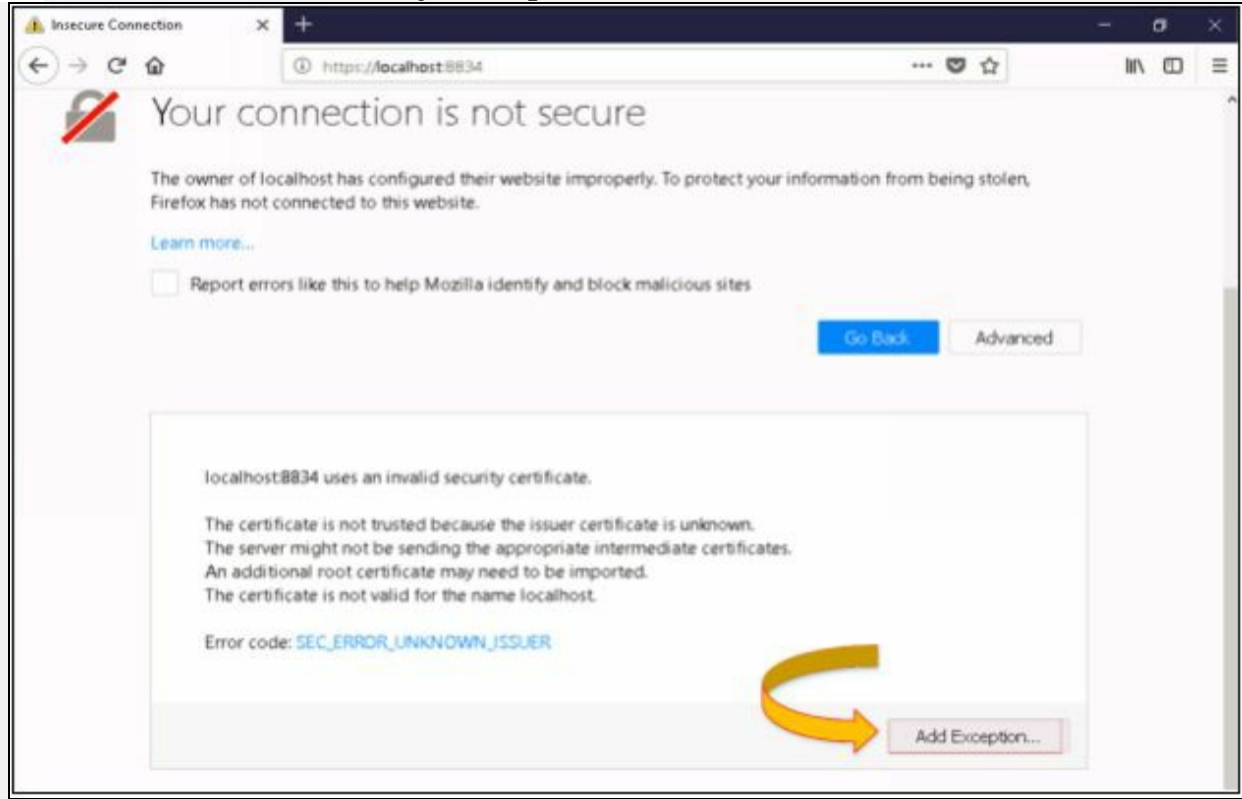 Insecure Connection
https://localhost:8834
Your connection is not secure
The owner of localhost has configured their website improperly. To protect your information from being stolen,
Firefox has not connected to this website.
Learn more...
Report errors like this to help Mozilla identify and block malicious sites
Go Back
Advanced
localhost:8834 uses an invalid security certificate.
The certificate is not trusted because the issuer certificate is unknown.
The server might not be sending the appropriate intermediate certificates.
An additional root certificate may need to be imported.
The certificate is not valid for the name localhost.
Error code: SEC_ERROR_UNKNOWN_ISSUER
Add Exception...